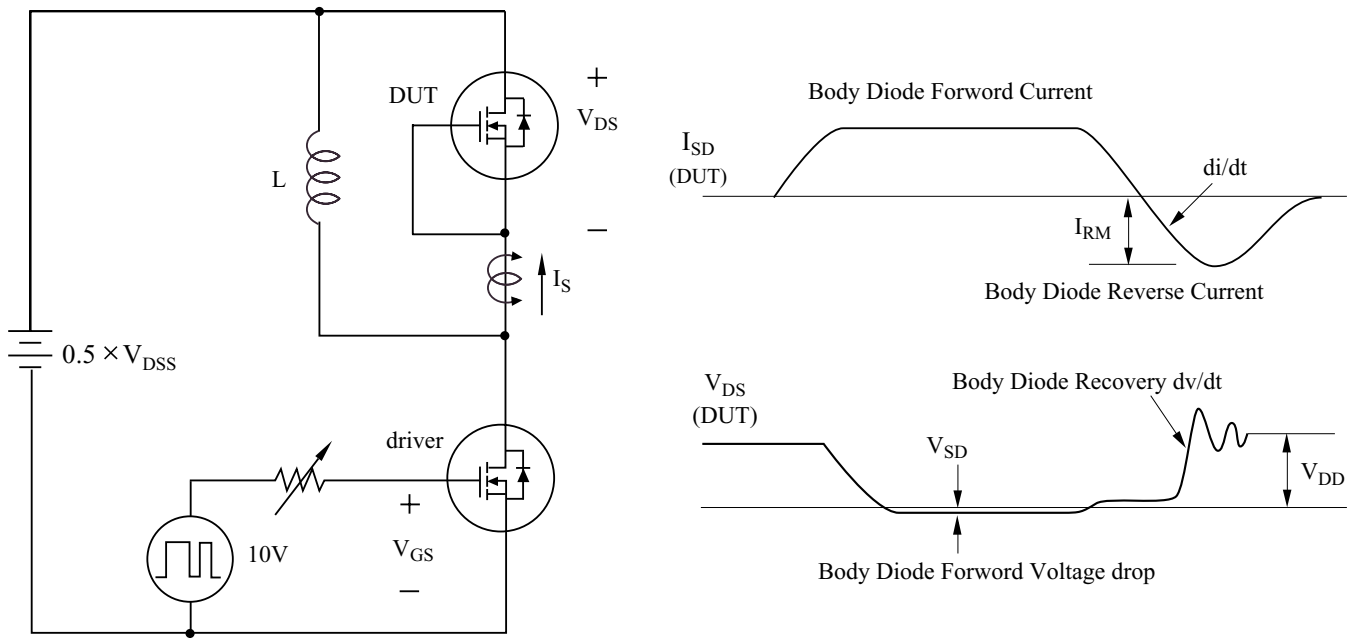 DUT
+
V_DS
−
L
I_S
0.5 × V_DSS
driver
+
V_GS
−
10V
Body Diode Forword Current
I_SD
(DUT)
di/dt
I_RM
Body Diode Reverse Current
V_DS
(DUT)
Body Diode Recovery dv/dt
V_SD
V_DD
Body Diode Forword Voltage drop